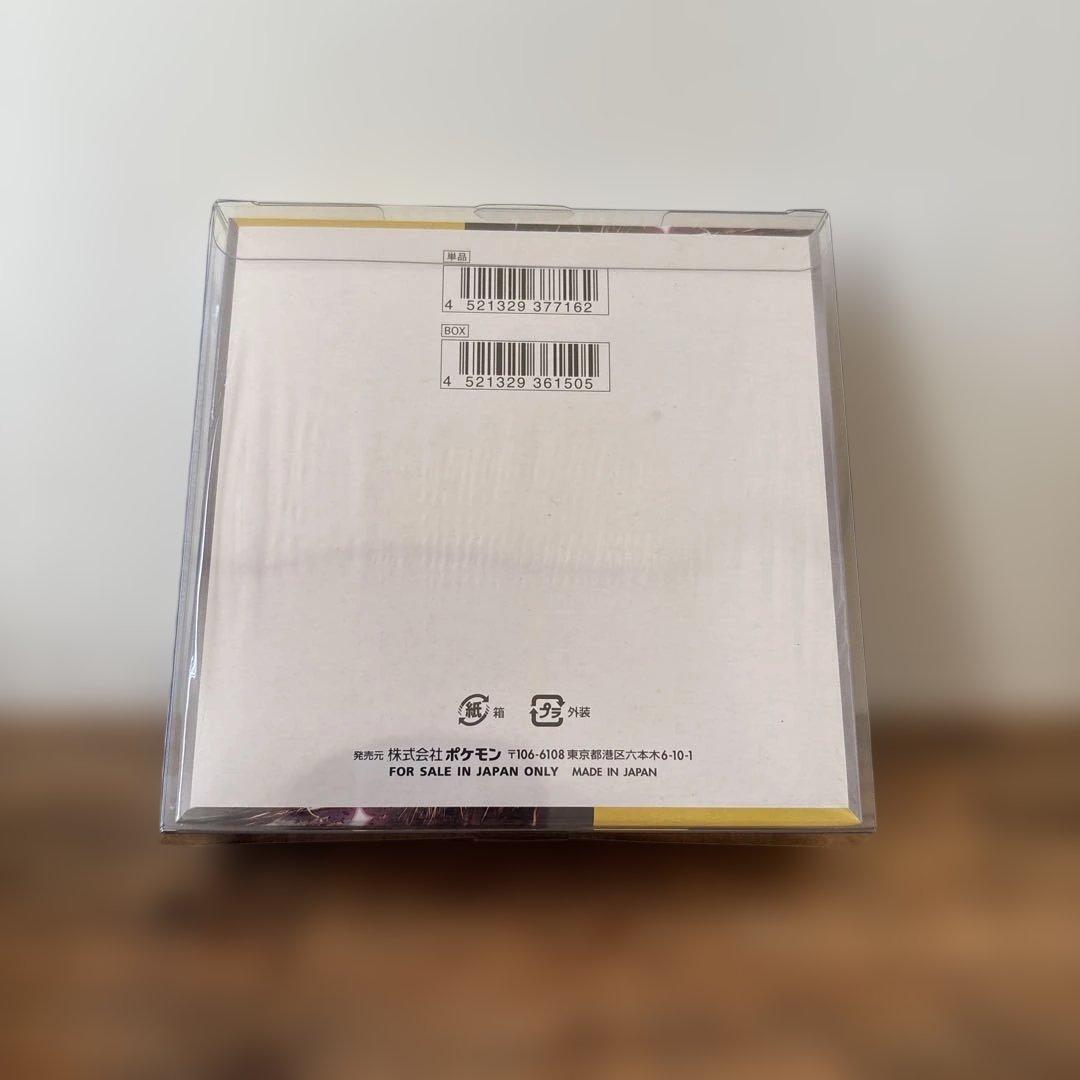 単品
4 521329 377162
BOX
4 521329 361505
紙 箱 プラ 外装
発売元 株式会社ポケモン 〒106-6108 東京都港区六本木6-10-1
FOR SALE IN JAPAN ONLY MADE IN JAPAN